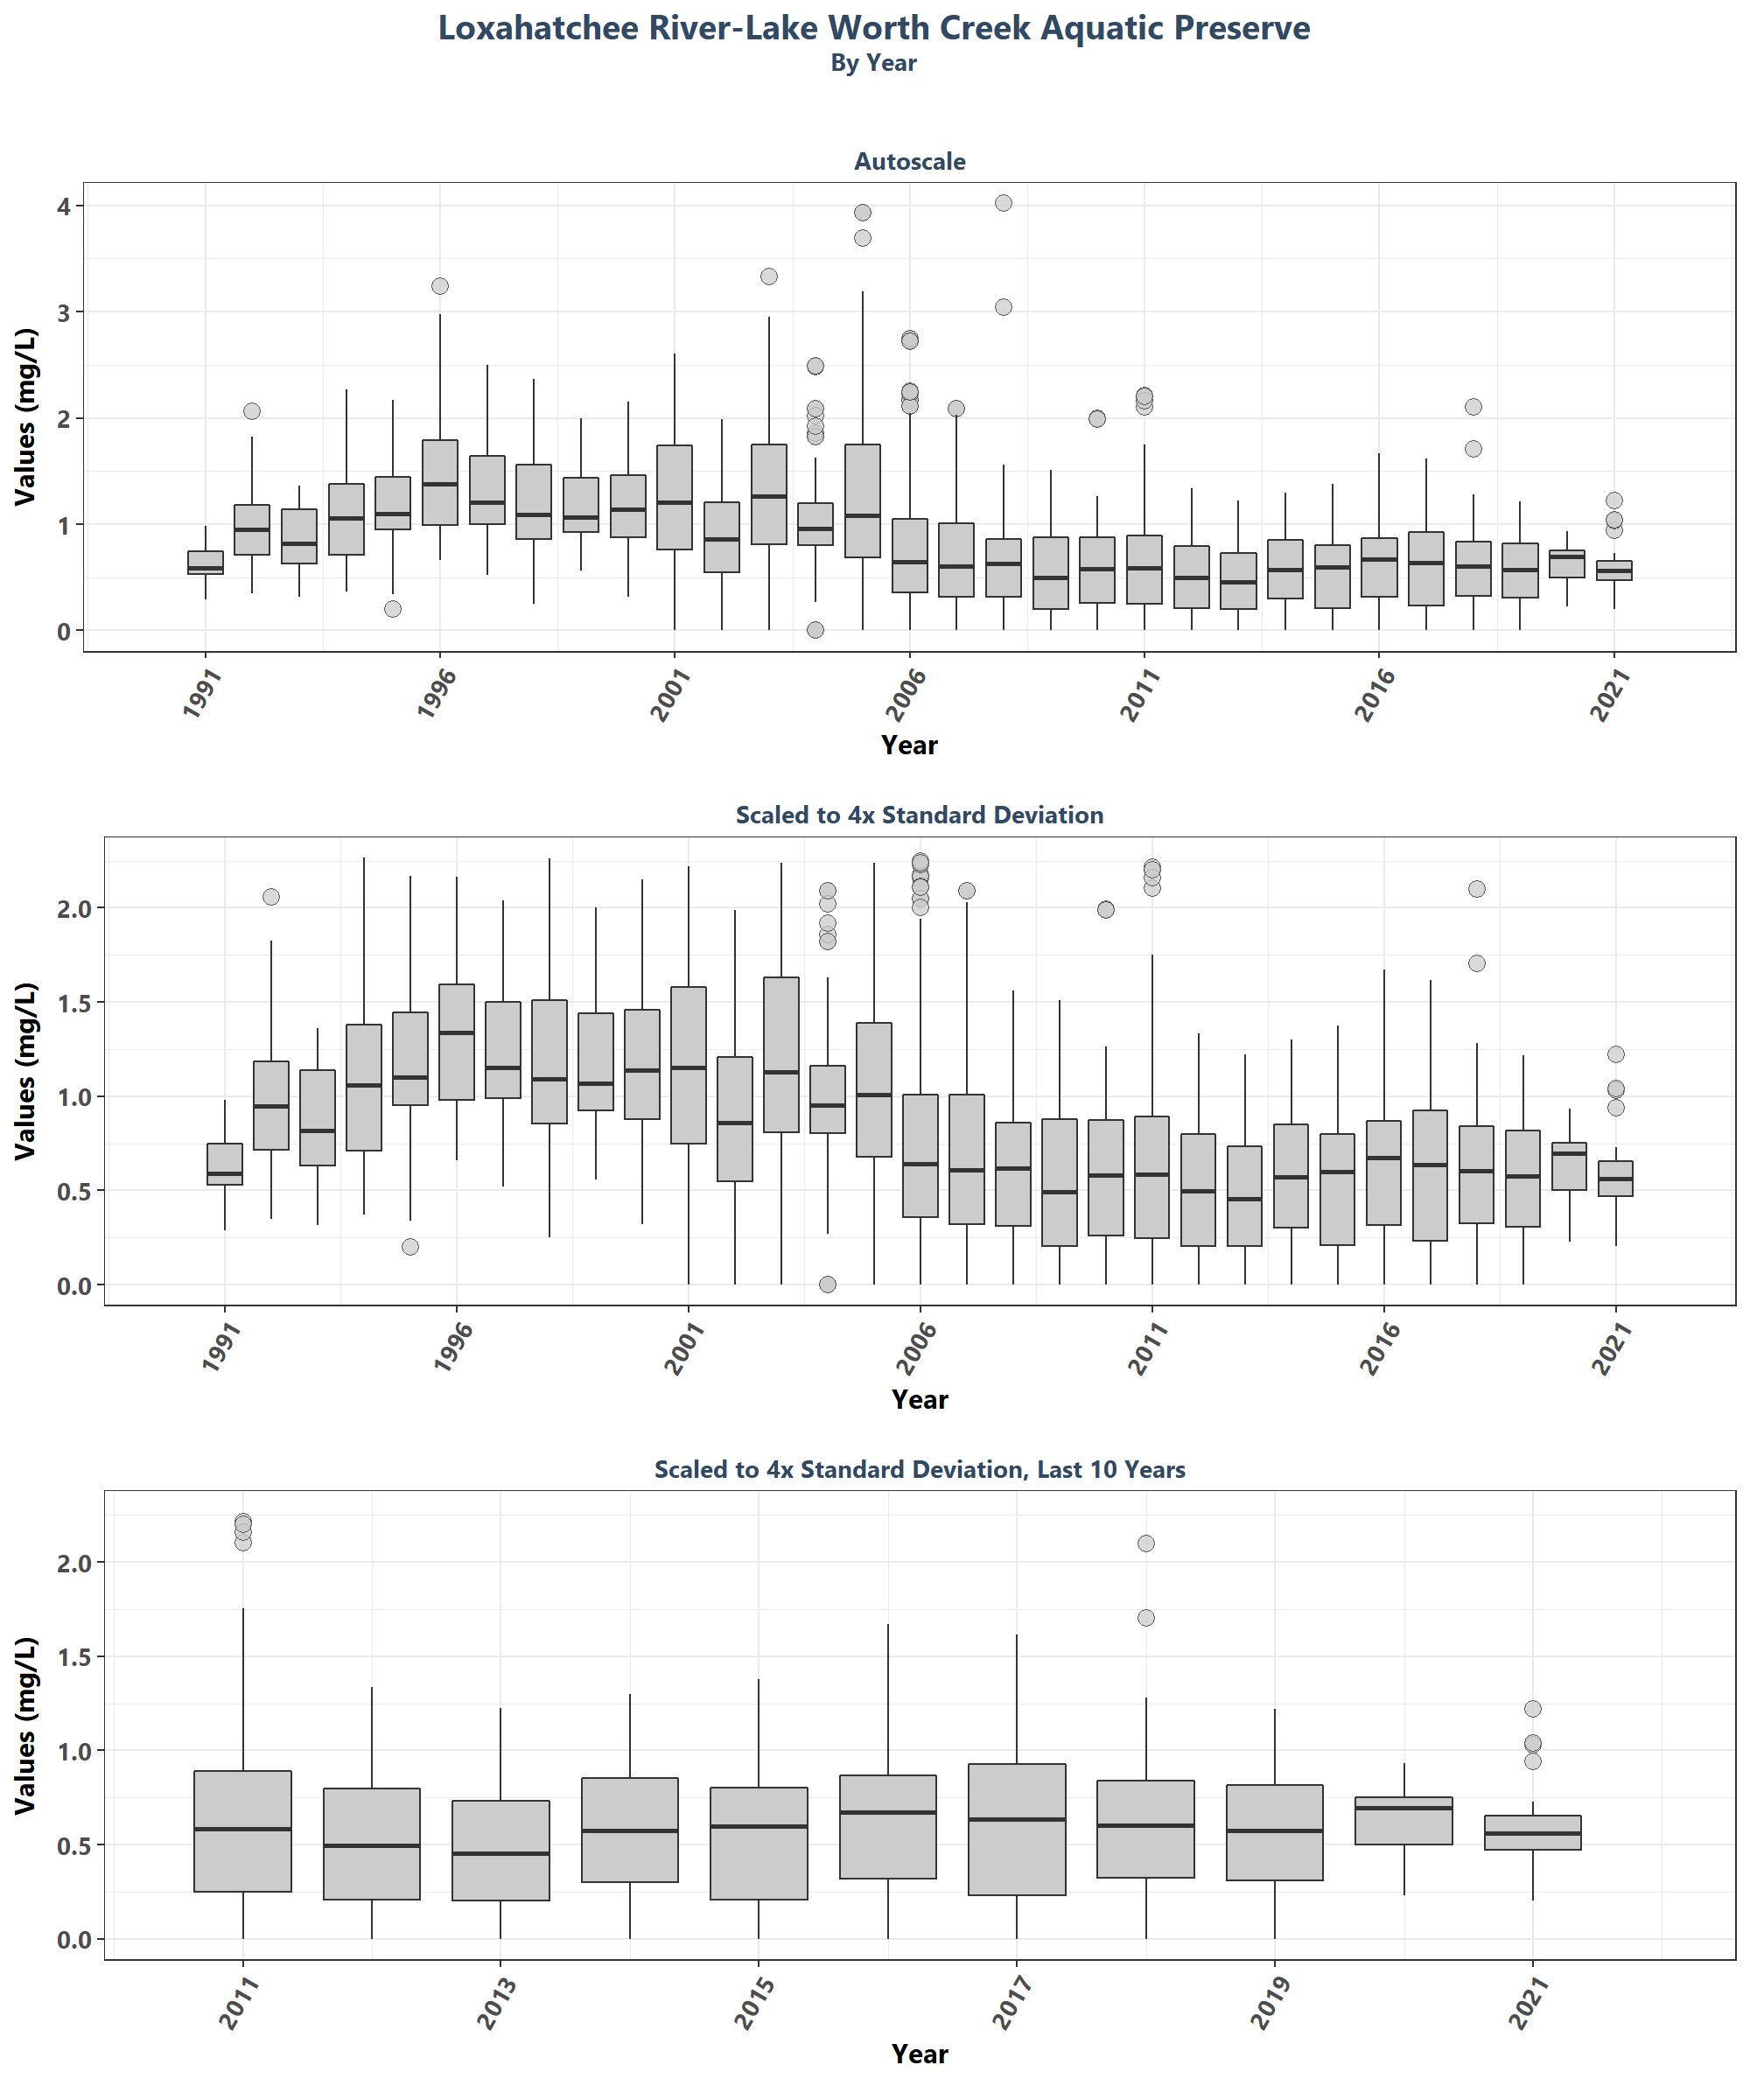 Loxahatchee River-Lake Worth Creek Aquatic Preserve
By Year
Autoscale
Values (mg/L)
4
3
2
1
0
1991 1996 2001 2006 2011 2016 2021
Year
Scaled to 4x Standard Deviation
Values (mg/L)
2.0
1.5
1.0
0.5
0.0
1991 1996 2001 2006 2011 2016 2021
Year
Scaled to 4x Standard Deviation, Last 10 Years
Values (mg/L)
2.0
1.5
1.0
0.5
0.0
2011 2013 2015 2017 2019 2021
Year